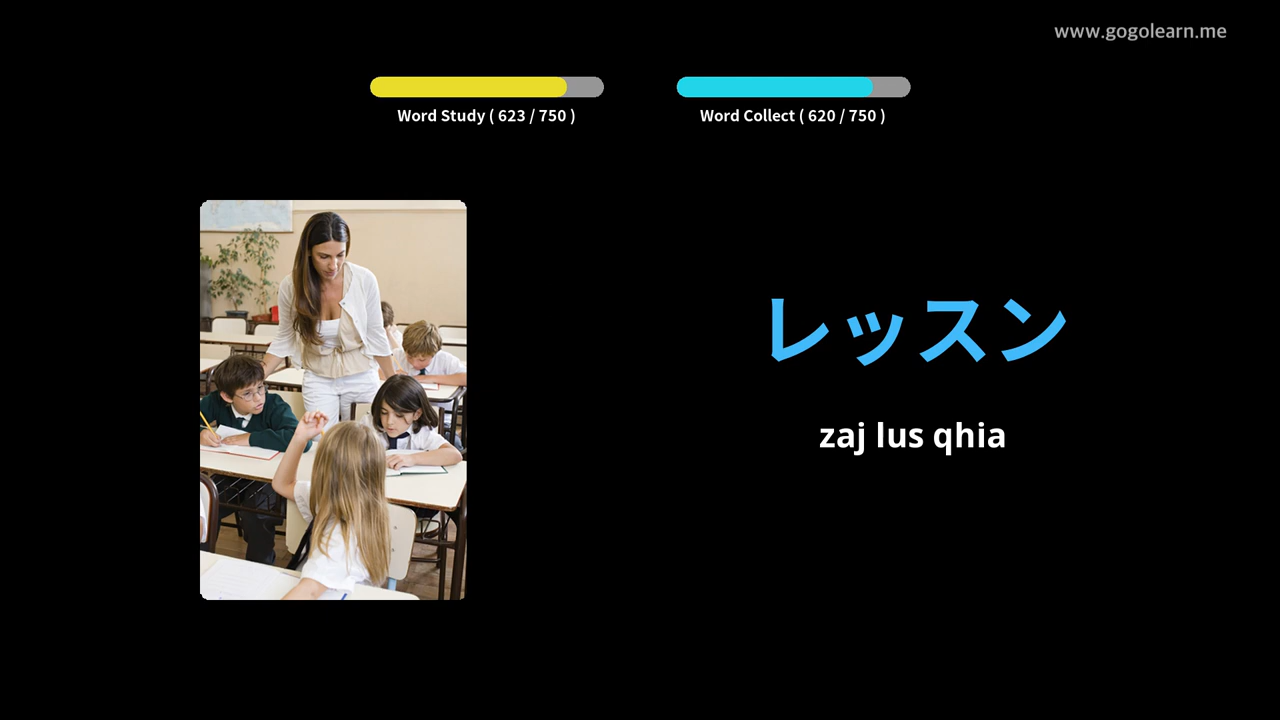 www.gogolearn.me
Word Study ( 623 / 750 )
Word Collect ( 620 / 750 )
レッスン
zaj lus qhia